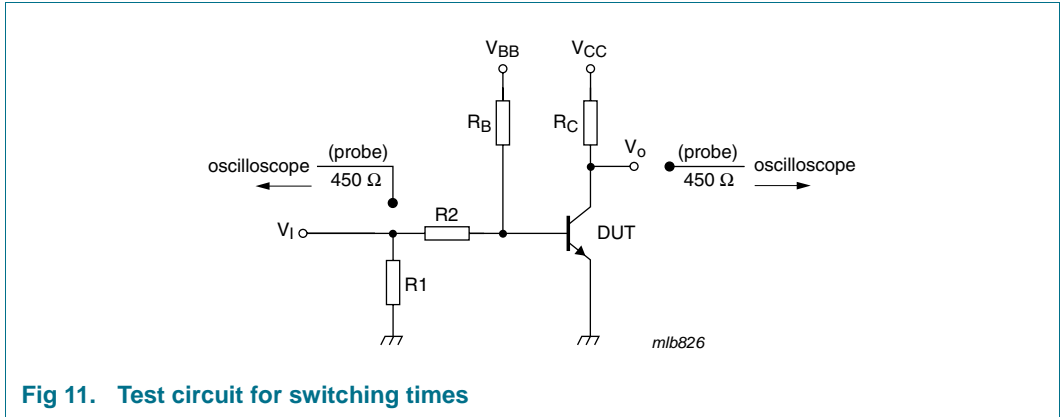 VBB
VCC
RB
RC
Vo
(probe)
oscilloscope
450 Ω
(probe)
oscilloscope
450 Ω
R2
VI
DUT
R1
mlb826
Fig 11. Test circuit for switching times